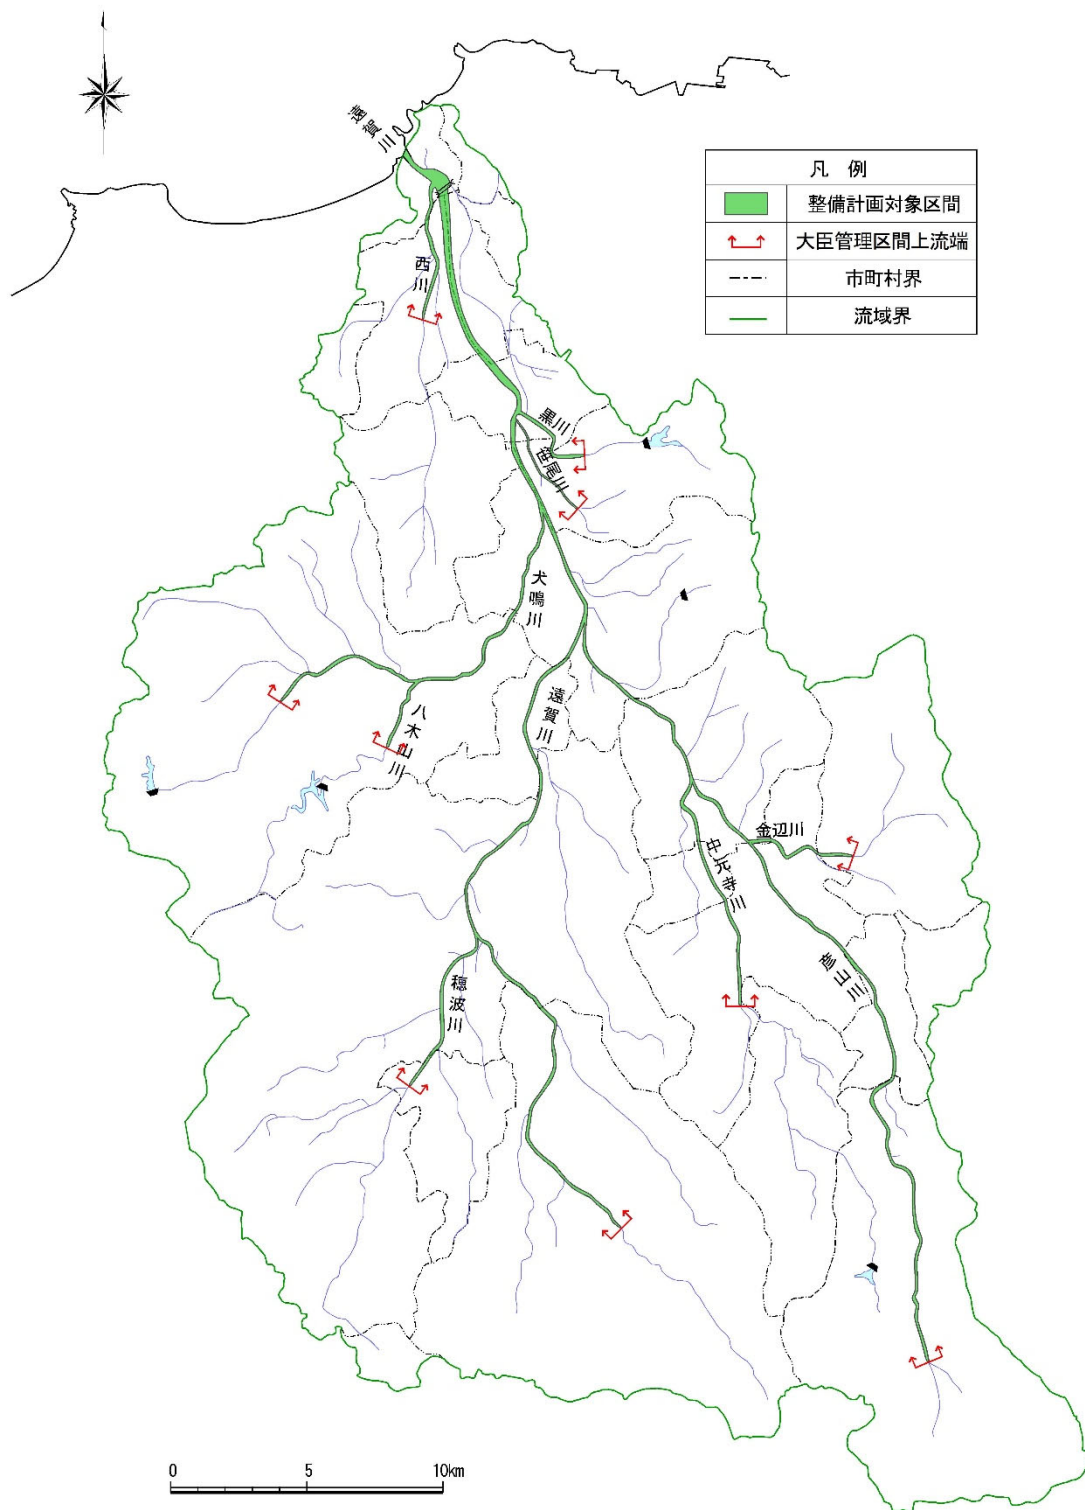 遠賀川
凡 例
整備計画対象区間
大臣管理区間上流端
市町村界
流域界
西川
黒川
笹尾川
犬鳴川
遠賀川
八木山川
金辺川
中元寺川
彦山川
穂波川
0 5 10km